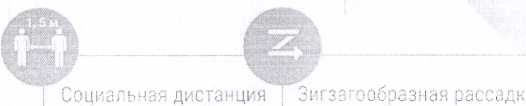 1,5 м
Социальная дистанция
Зигзагообразная рассадк